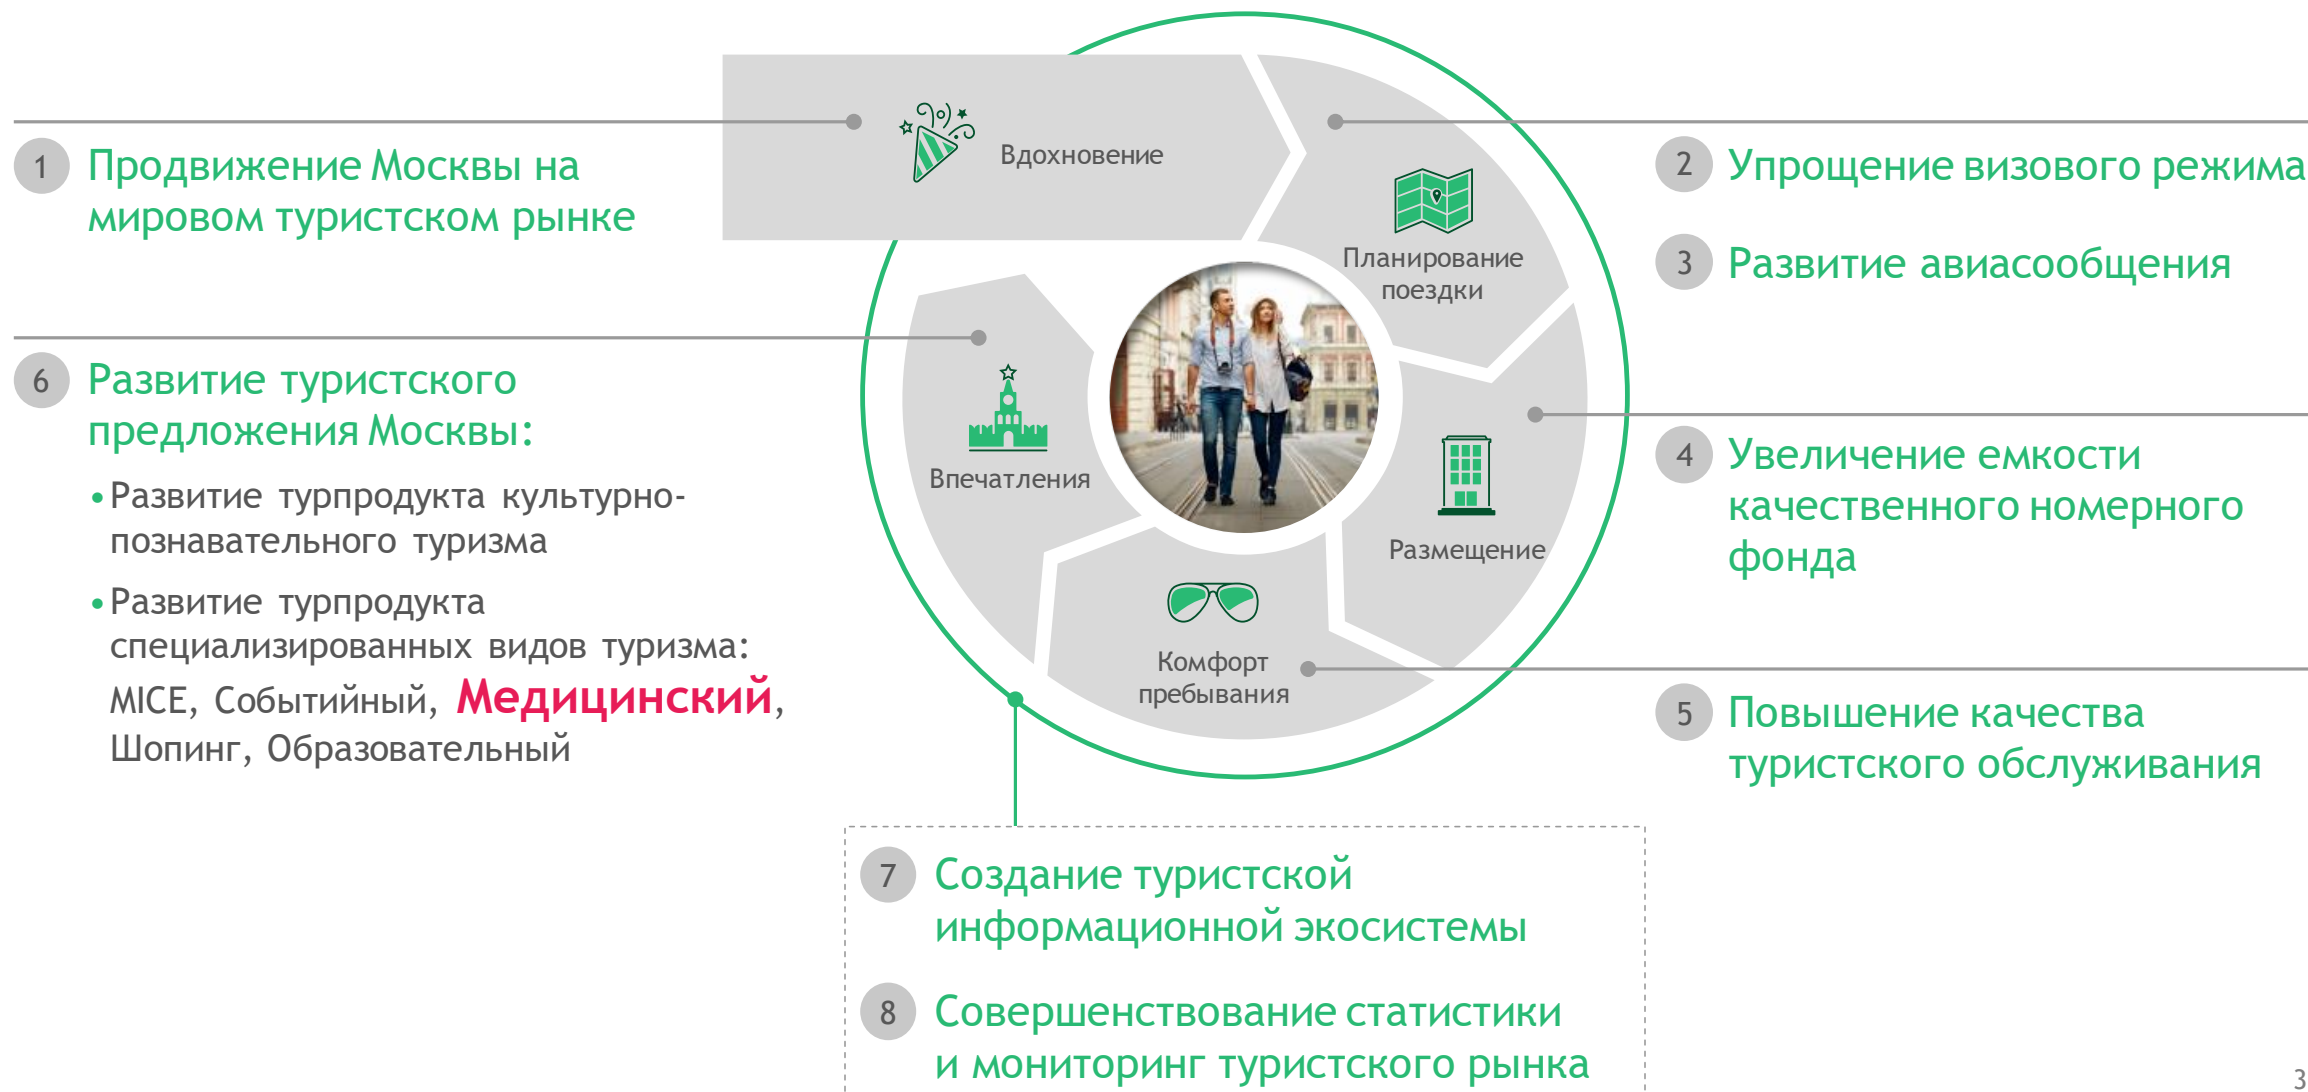 1
Продвижение Москвы на
мировом туристском рынке
Вдохновение
2
Упрощение визового режима
3
Развитие авиасообщения
Планирование
поездки
4
Увеличение емкости
качественного номерного
фонда
Размещение
5
Повышение качества
туристского обслуживания
Комфорт
пребывания
6
Развитие туристского
предложения Москвы:
• Развитие турпродукта культурно-
познавательного туризма
• Развитие турпродукта
специализированных видов туризма:
MICE, Событийный, Медицинский,
Шопинг, Образовательный
Впечатления
7
Создание туристской
информационной экосистемы
8
Совершенствование статистики
и мониторинг туристского рынка
3